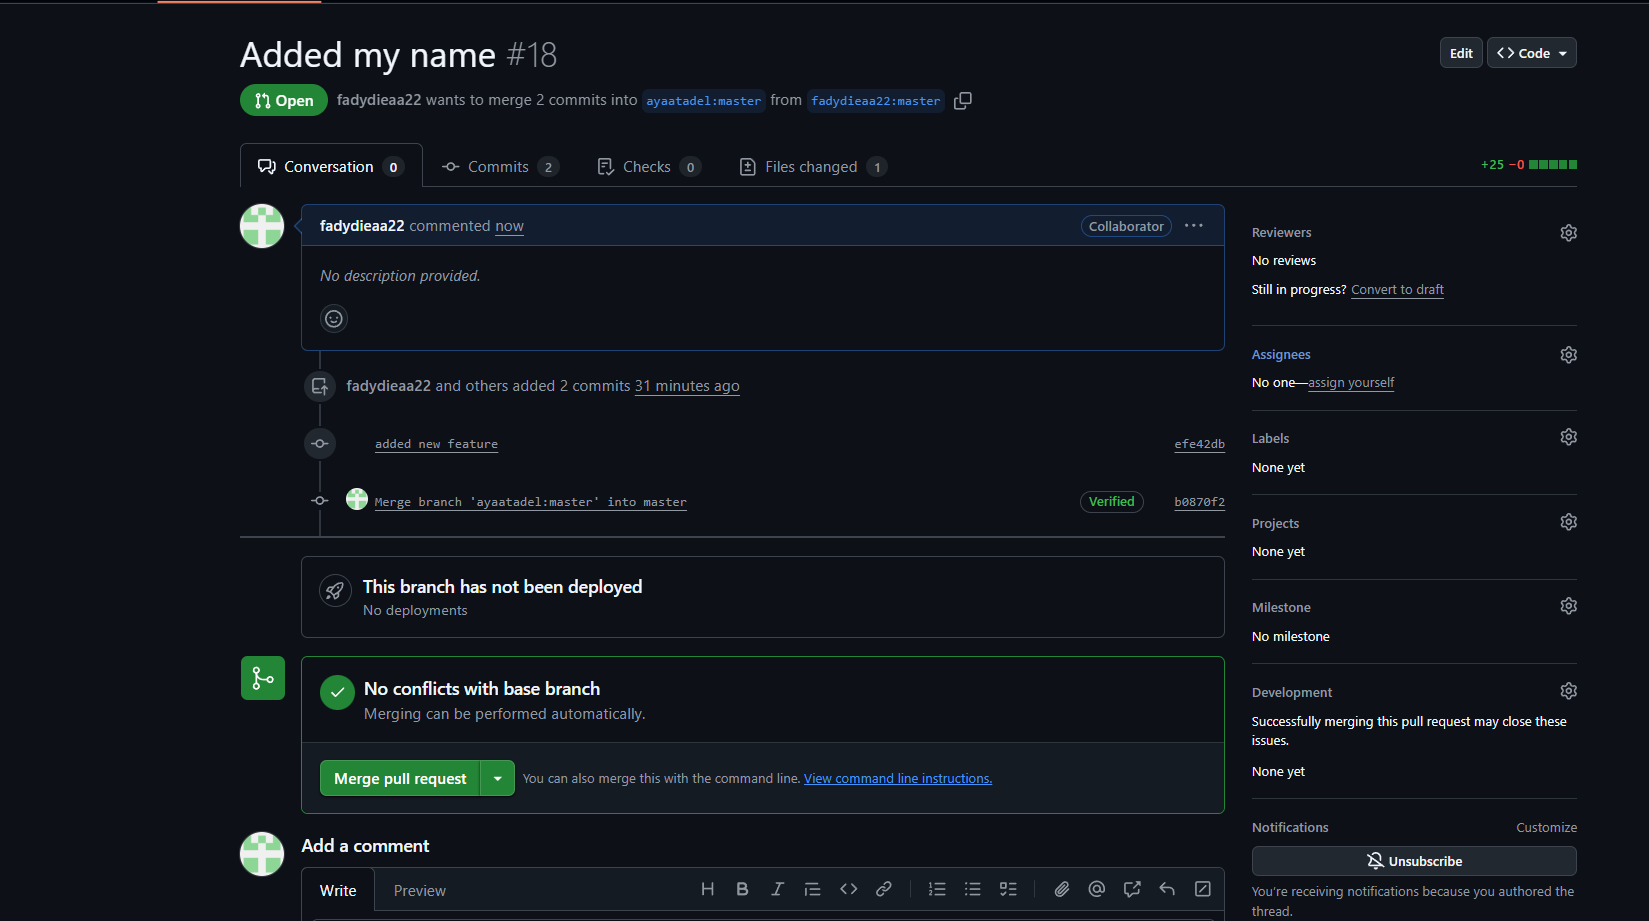 Added my name #18
Edit
Code
Open
fadydieaa22 wants to merge 2 commits into ayaatadel:master from fadydieaa22:master
Conversation 0
Commits 2
Checks 0
Files changed 1
+25 −0
fadydieaa22 commented now
Collaborator
No description provided.
fadydieaa22 and others added 2 commits 31 minutes ago
added new feature
efe42db
Merge branch 'ayaatadel:master' into master
Verified
b0870f2
This branch has not been deployed
No deployments
No conflicts with base branch
Merging can be performed automatically.
Merge pull request
You can also merge this with the command line. View command line instructions.
Add a comment
Write
Preview
Reviewers
No reviews
Still in progress? Convert to draft
Assignees
No one—assign yourself
Labels
None yet
Projects
None yet
Milestone
No milestone
Development
Successfully merging this pull request may close these
issues.
None yet
Notifications
Customize
Unsubscribe
You're receiving notifications because you authored the
thread.